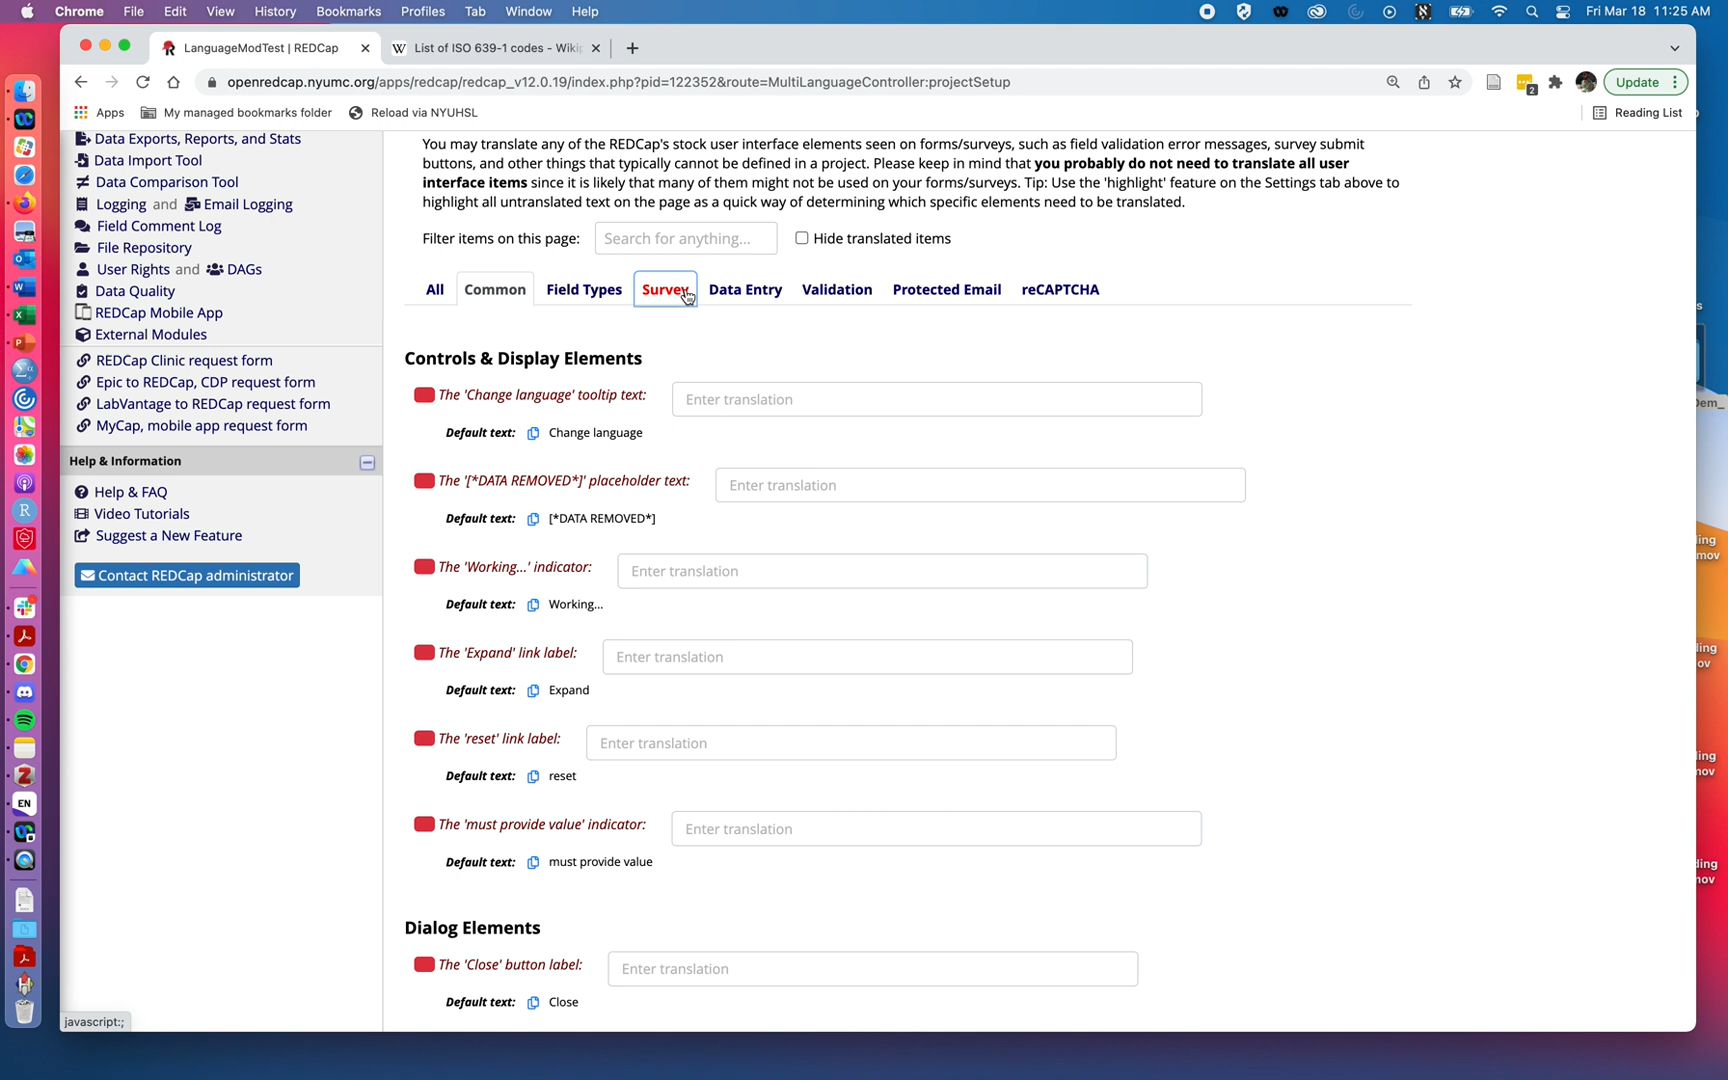 Chrome File Edit View History Bookmarks Profiles Tab Window Help Fri Mar 18 11:25 AM
LanguageModTest | REDCap
W List of ISO 639-1 codes - Wiki
openredcap.nyumc.org/apps/redcap/redcap_v12.0.19/index.php?pid=122352&route=MultiLanguageController:projectSetup
2
Update
Apps My managed bookmarks folder Reload via NYUHSL Reading List
Data Exports, Reports, and Stats
Data Import Tool
Data Comparison Tool
Logging and Email Logging
Field Comment Log
File Repository
User Rights and DAGs
Data Quality
REDCap Mobile App
External Modules
REDCap Clinic request form
Epic to REDCap, CDP request form
LabVantage to REDCap request form
MyCap, mobile app request form
Help & Information
Help & FAQ
Video Tutorials
Suggest a New Feature
Contact REDCap administrator
javascript:;
You may translate any of the REDCap's stock user interface elements seen on forms/surveys, such as field validation error messages, survey submit
buttons, and other things that typically cannot be defined in a project. Please keep in mind that you probably do not need to translate all user
interface items since it is likely that many of them might not be used on your forms/surveys. Tip: Use the 'highlight' feature on the Settings tab above to
highlight all untranslated text on the page as a quick way of determining which specific elements need to be translated.
Filter items on this page: Search for anything... Hide translated items
All Common Field Types Survey Data Entry Validation Protected Email reCAPTCHA
Controls & Display Elements
The 'Change language' tooltip text: Enter translation
Default text: Change language
The '[*DATA REMOVED*]' placeholder text: Enter translation
Default text: [*DATA REMOVED*]
The 'Working...' indicator: Enter translation
Default text: Working...
The 'Expand' link label: Enter translation
Default text: Expand
The 'reset' link label: Enter translation
Default text: reset
The 'must provide value' indicator: Enter translation
Default text: must provide value
Dialog Elements
The 'Close' button label: Enter translation
Default text: Close
EN